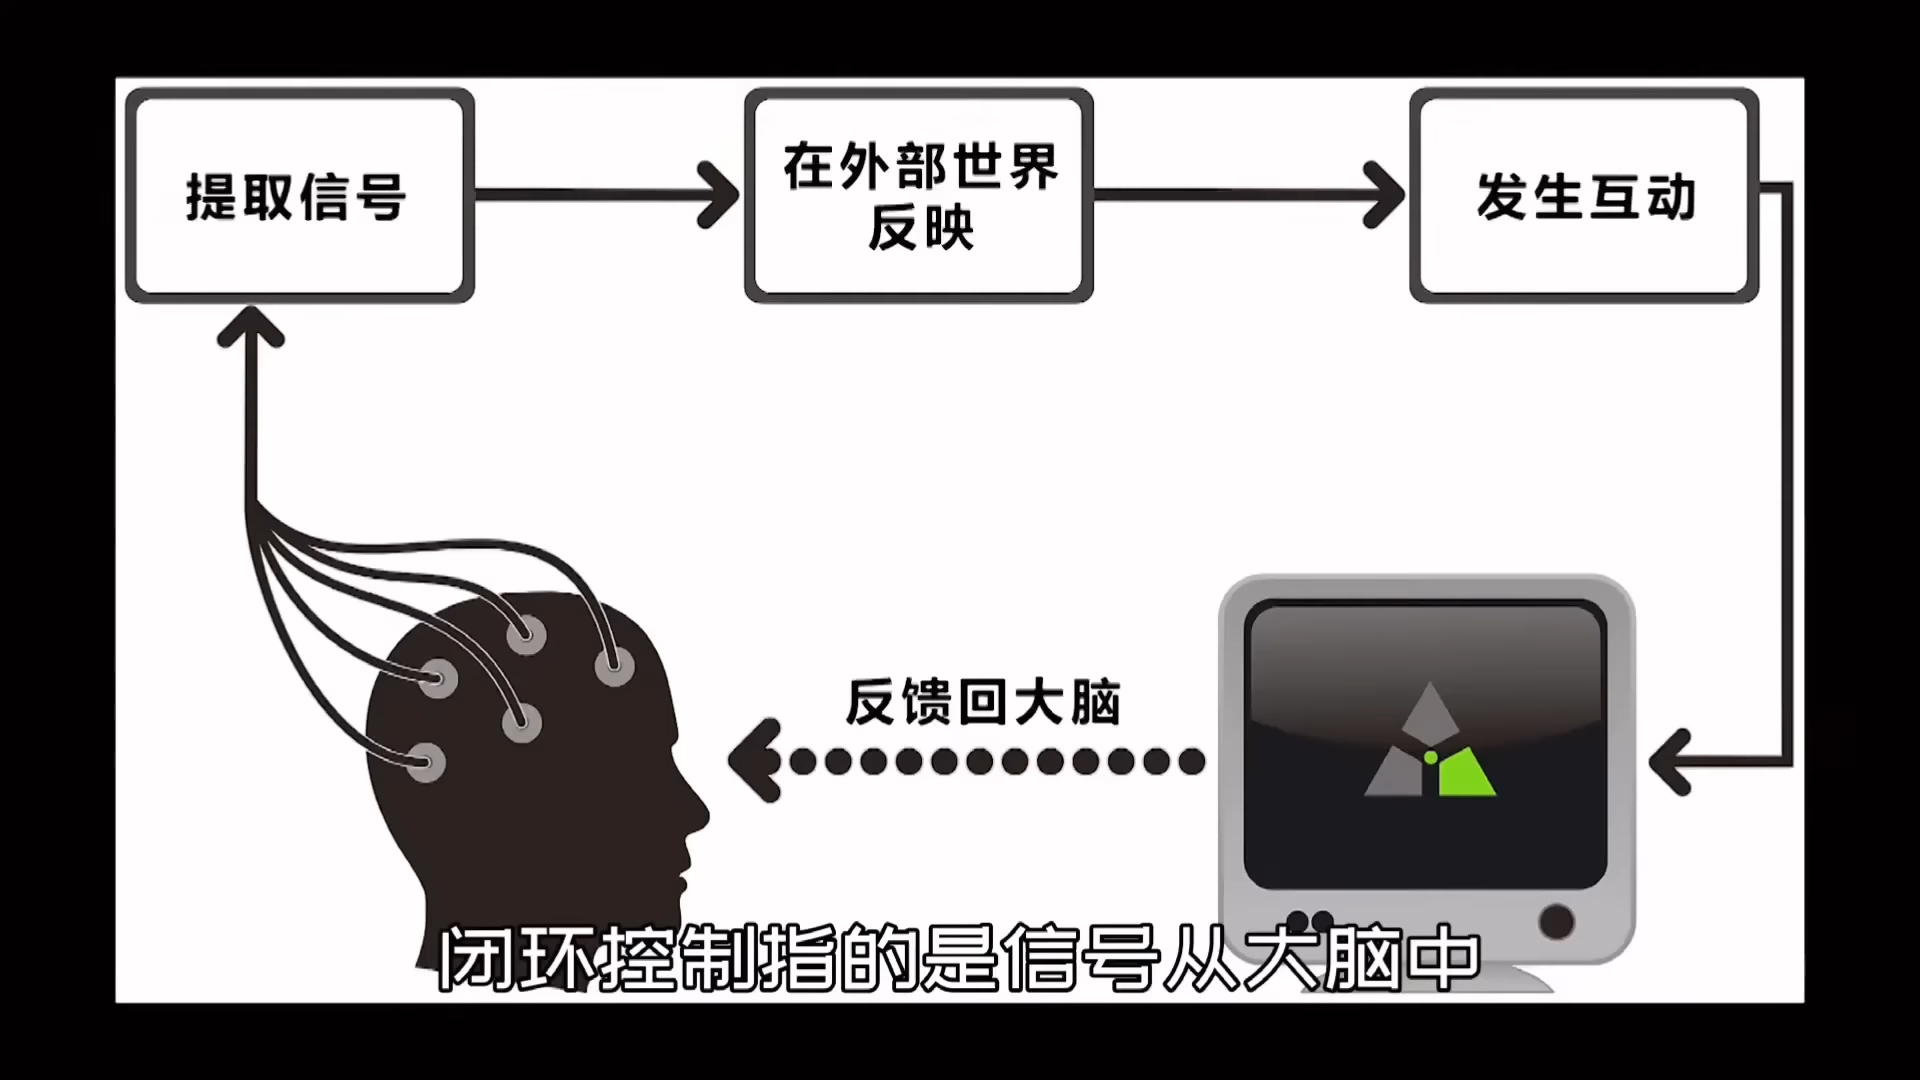 提取信号
在外部世界
反映
发生互动
反馈回大脑
闭环控制指的是信号从大脑中